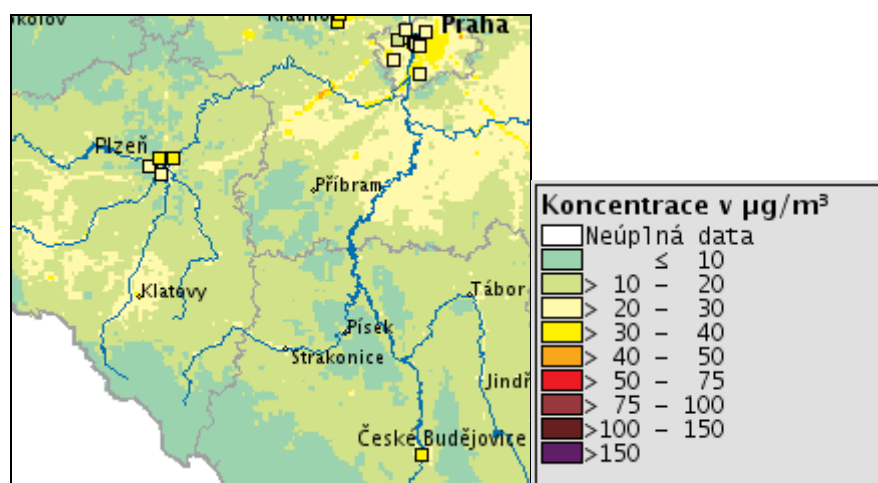 Praha
Plzeň
Příbram
Klatovy
Tábor
Písek
Strakonice
Jindř
České Budějovice
Koncentrace v µg/m³
Neúplná data
≤ 10
> 10 – 20
> 20 – 30
> 30 – 40
> 40 – 50
> 50 – 75
> 75 – 100
>100 – 150
>150